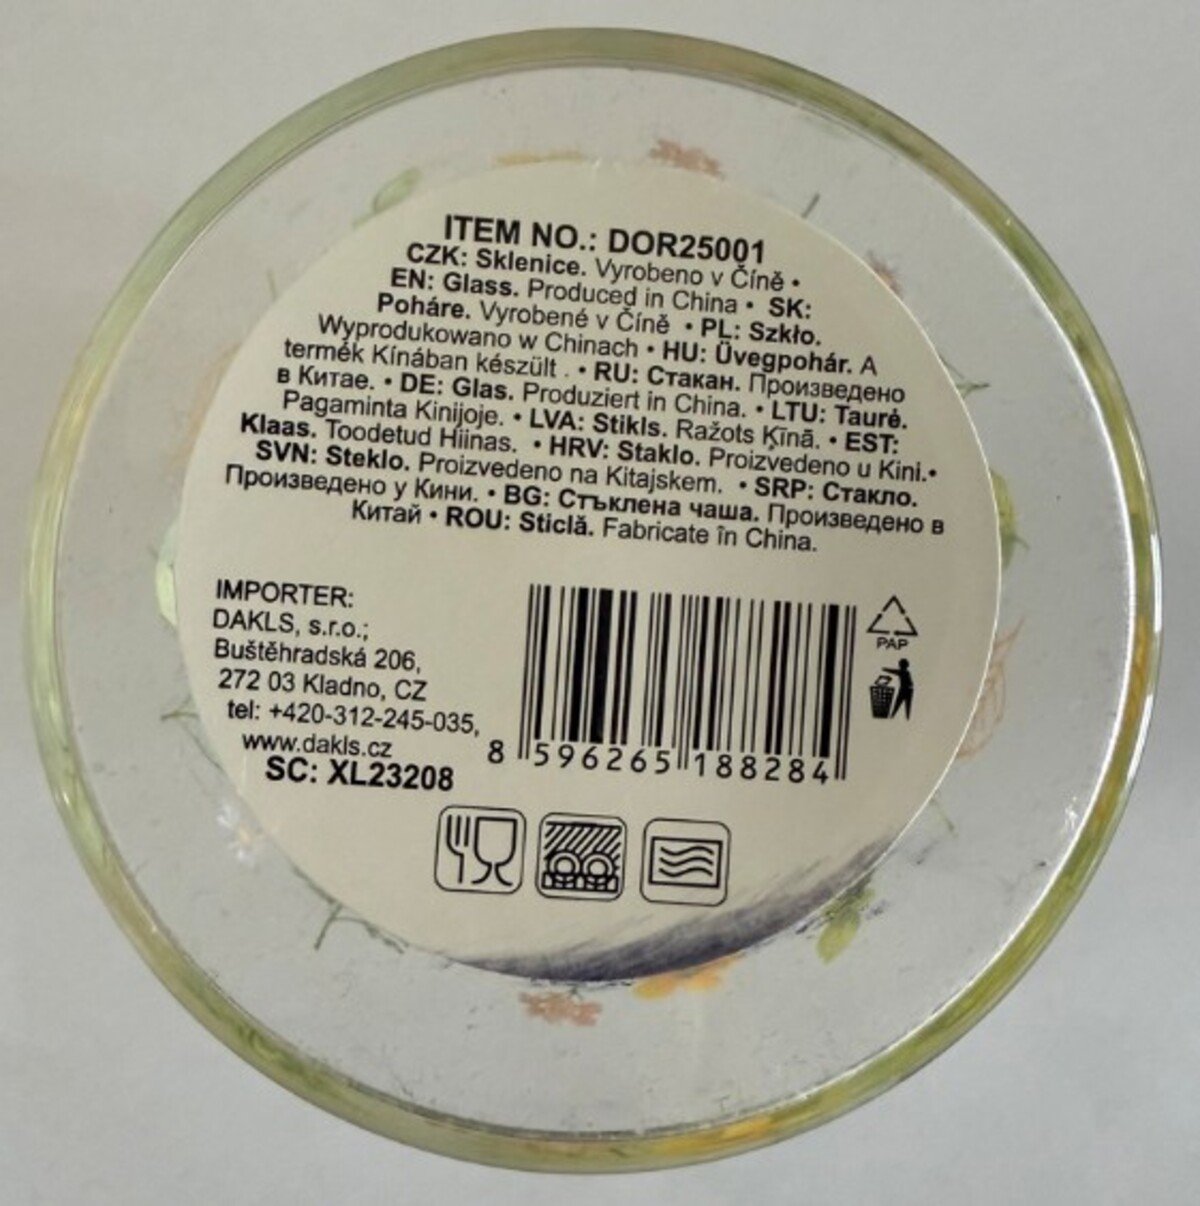 ITEM NO.: DOR25001
CZK: Sklenice. Vyrobeno v Číně •
EN: Glass. Produced in China • SK:
Poháre. Vyrobené v Číně • PL: Szkło.
Wyprodukowano w Chinach • HU: Üvegpohár. A
termék Kínában készült . • RU: Стакан. Произведено
в Китае. • DE: Glas. Produziert in China. • LTU: Taurė.
Pagaminta Kinijoje. • LVA: Stikls. Ražots Ķīnā. • EST:
Klaas. Toodetud Hiinas. • HRV: Staklo. Proizvedeno u Kini.•
SVN: Steklo. Proizvedeno na Kitajskem. • SRP: Стакло.
Произведено у Кини. • BG: Стъклена чаша. Произведено в
Китай • ROU: Sticlă. Fabricate în China.
IMPORTER:
DAKLS, s.r.o.;
Buštěhradská 206,
272 03 Kladno, CZ
tel: +420-312-245-035,
www.dakls.cz
SC: XL23208
8 596265 188284
PAP